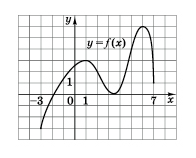 y
y = f(x)
1
−3 0 1 7 x